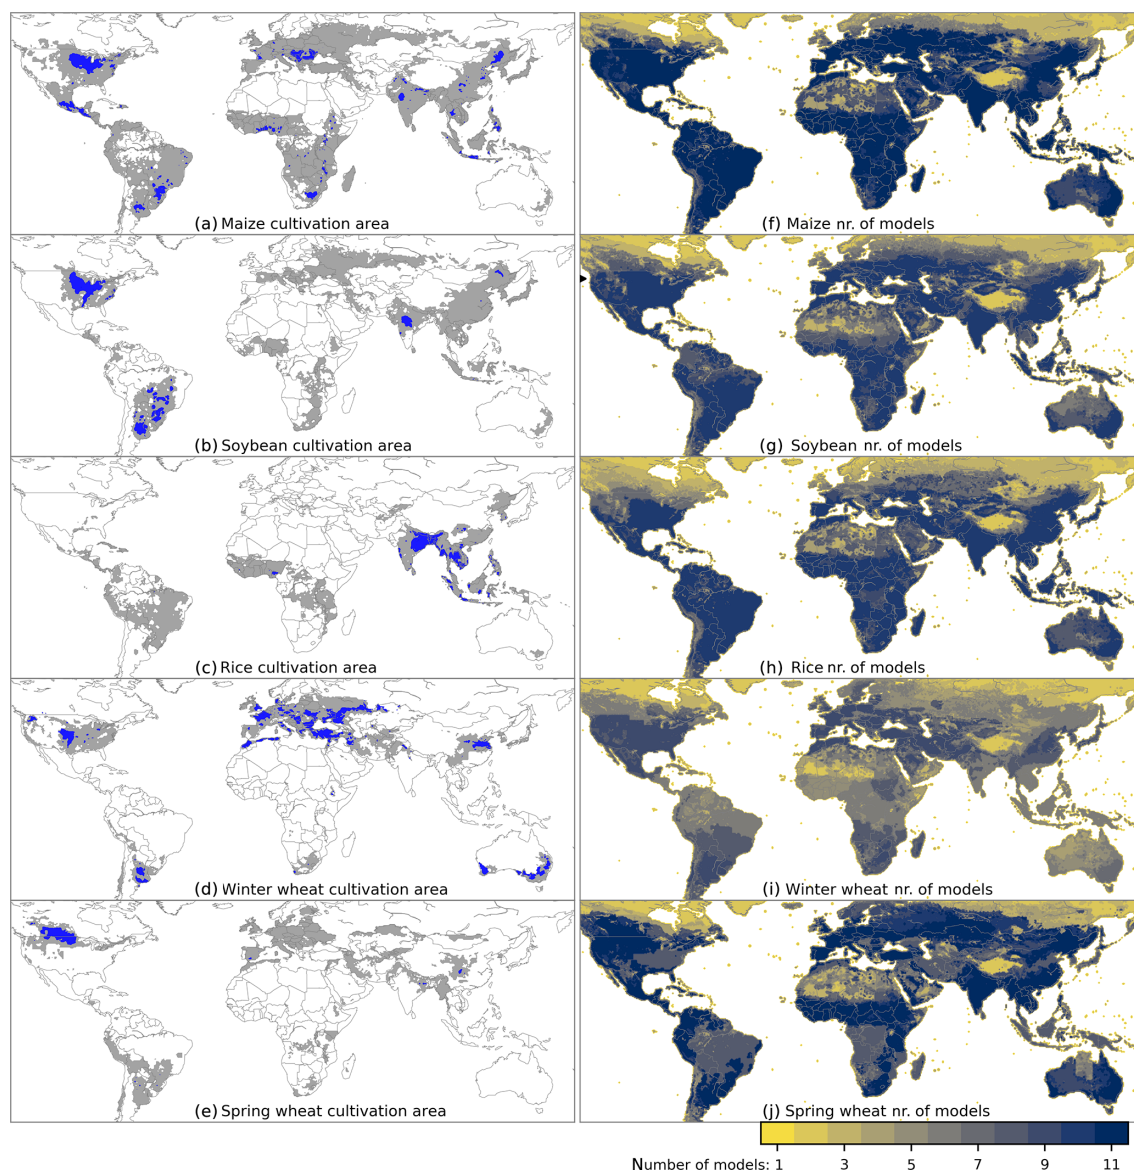 (a) Maize cultivation area
(f) Maize nr. of models
(b) Soybean cultivation area
(g) Soybean nr. of models
(c) Rice cultivation area
(h) Rice nr. of models
(d) Winter wheat cultivation area
(i) Winter wheat nr. of models
(e) Spring wheat cultivation area
(j) Spring wheat nr. of models
Number of models: 1 3 5 7 9 11